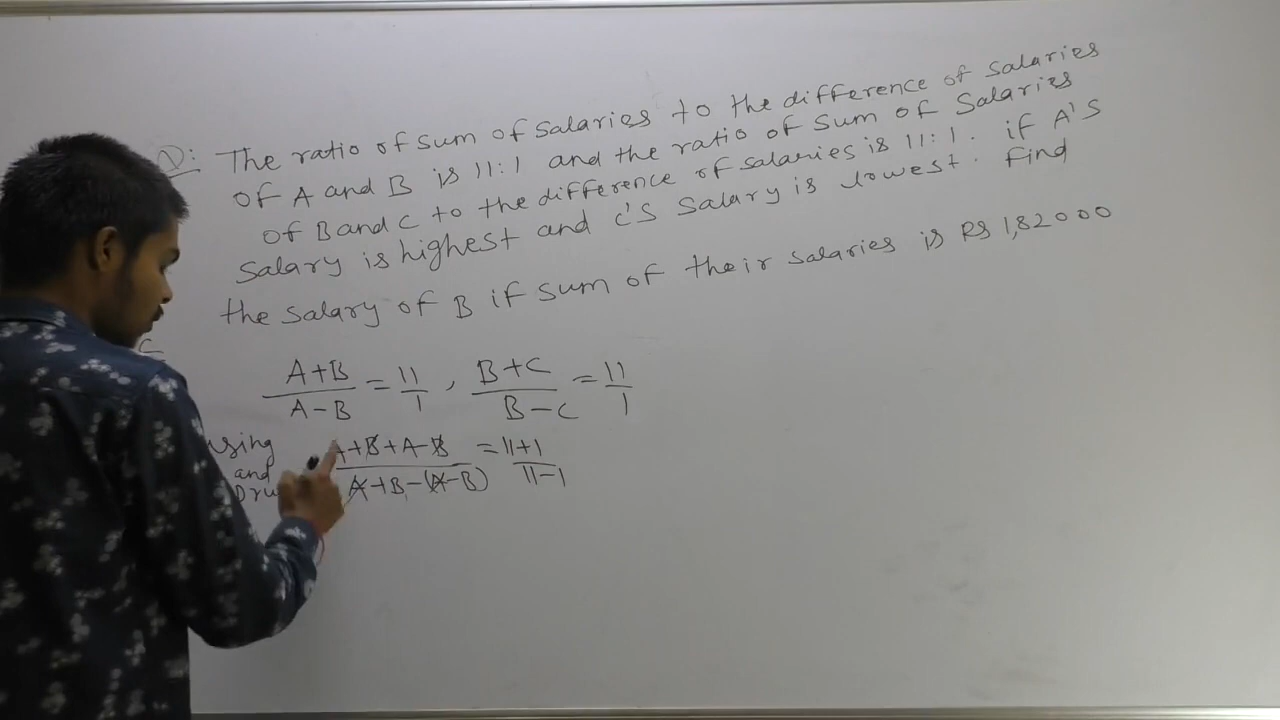 Q: The ratio of sum of salaries to the difference of salaries
of A and B is 11:1 and the ratio of sum of salaries
of B and C to the difference of salaries is 11:1. if A's
salary is highest and C's salary is lowest. Find
the salary of B if sum of their salaries is Rs 1,82000
C
A+B/A-B = 11/1 , B+C/B-C = 11/1
using A+B+A-B/A+B-(A-B) = 11+1/11-1
and